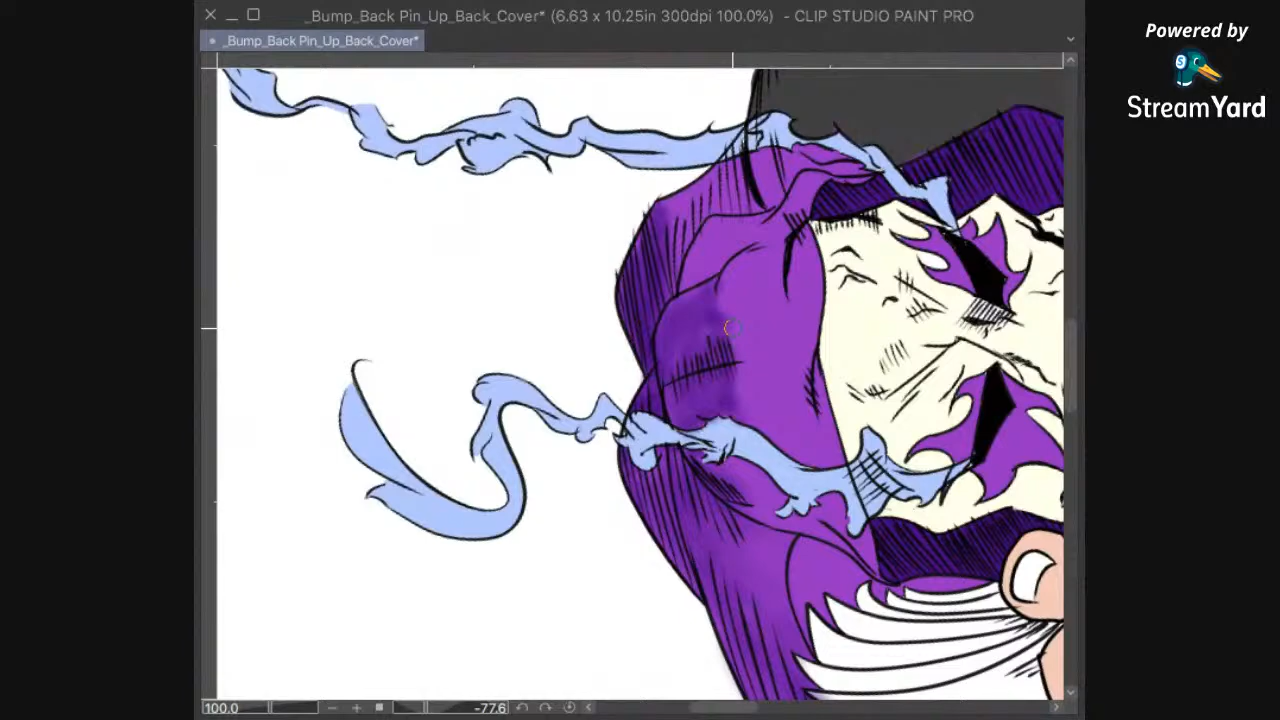 _Bump_Back Pin_Up_Back_Cover* (6.63 x 10.25in 300dpi 100.0%) - CLIP STUDIO PAINT PRO
_Bump_Back Pin_Up_Back_Cover*
Powered by
S
StreamYard
100.0
-77.6